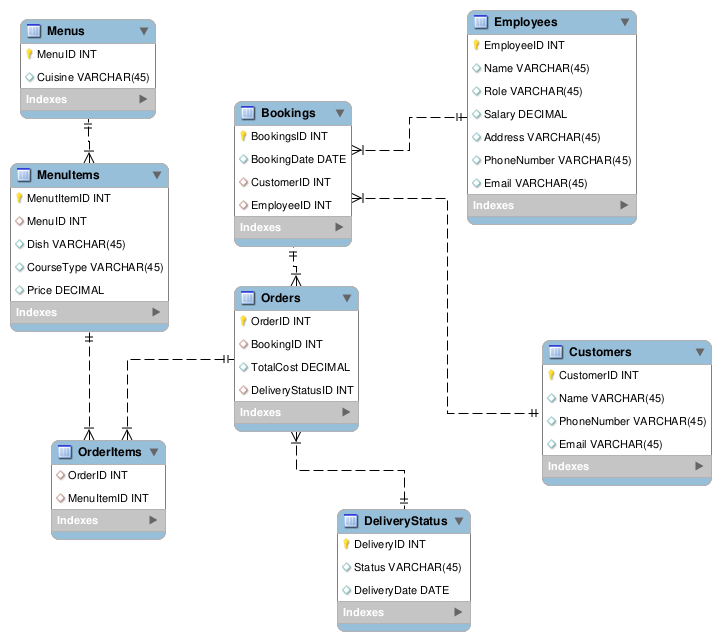 Menus
MenuID INT
Cuisine VARCHAR(45)
Indexes
MenuItems
MenutItemID INT
MenuID INT
Dish VARCHAR(45)
CourseType VARCHAR(45)
Price DECIMAL
Indexes
OrderItems
OrderID INT
MenuItemID INT
Indexes
Bookings
BookingsID INT
BookingDate DATE
CustomerID INT
EmployeeID INT
Indexes
Orders
OrderID INT
BookingID INT
TotalCost DECIMAL
DeliveryStatusID INT
Indexes
DeliveryStatus
DeliveryID INT
Status VARCHAR(45)
DeliveryDate DATE
Indexes
Employees
EmployeeID INT
Name VARCHAR(45)
Role VARCHAR(45)
Salary DECIMAL
Address VARCHAR(45)
PhoneNumber VARCHAR(45)
Email VARCHAR(45)
Indexes
Customers
CustomerID INT
Name VARCHAR(45)
PhoneNumber VARCHAR(45)
Email VARCHAR(45)
Indexes